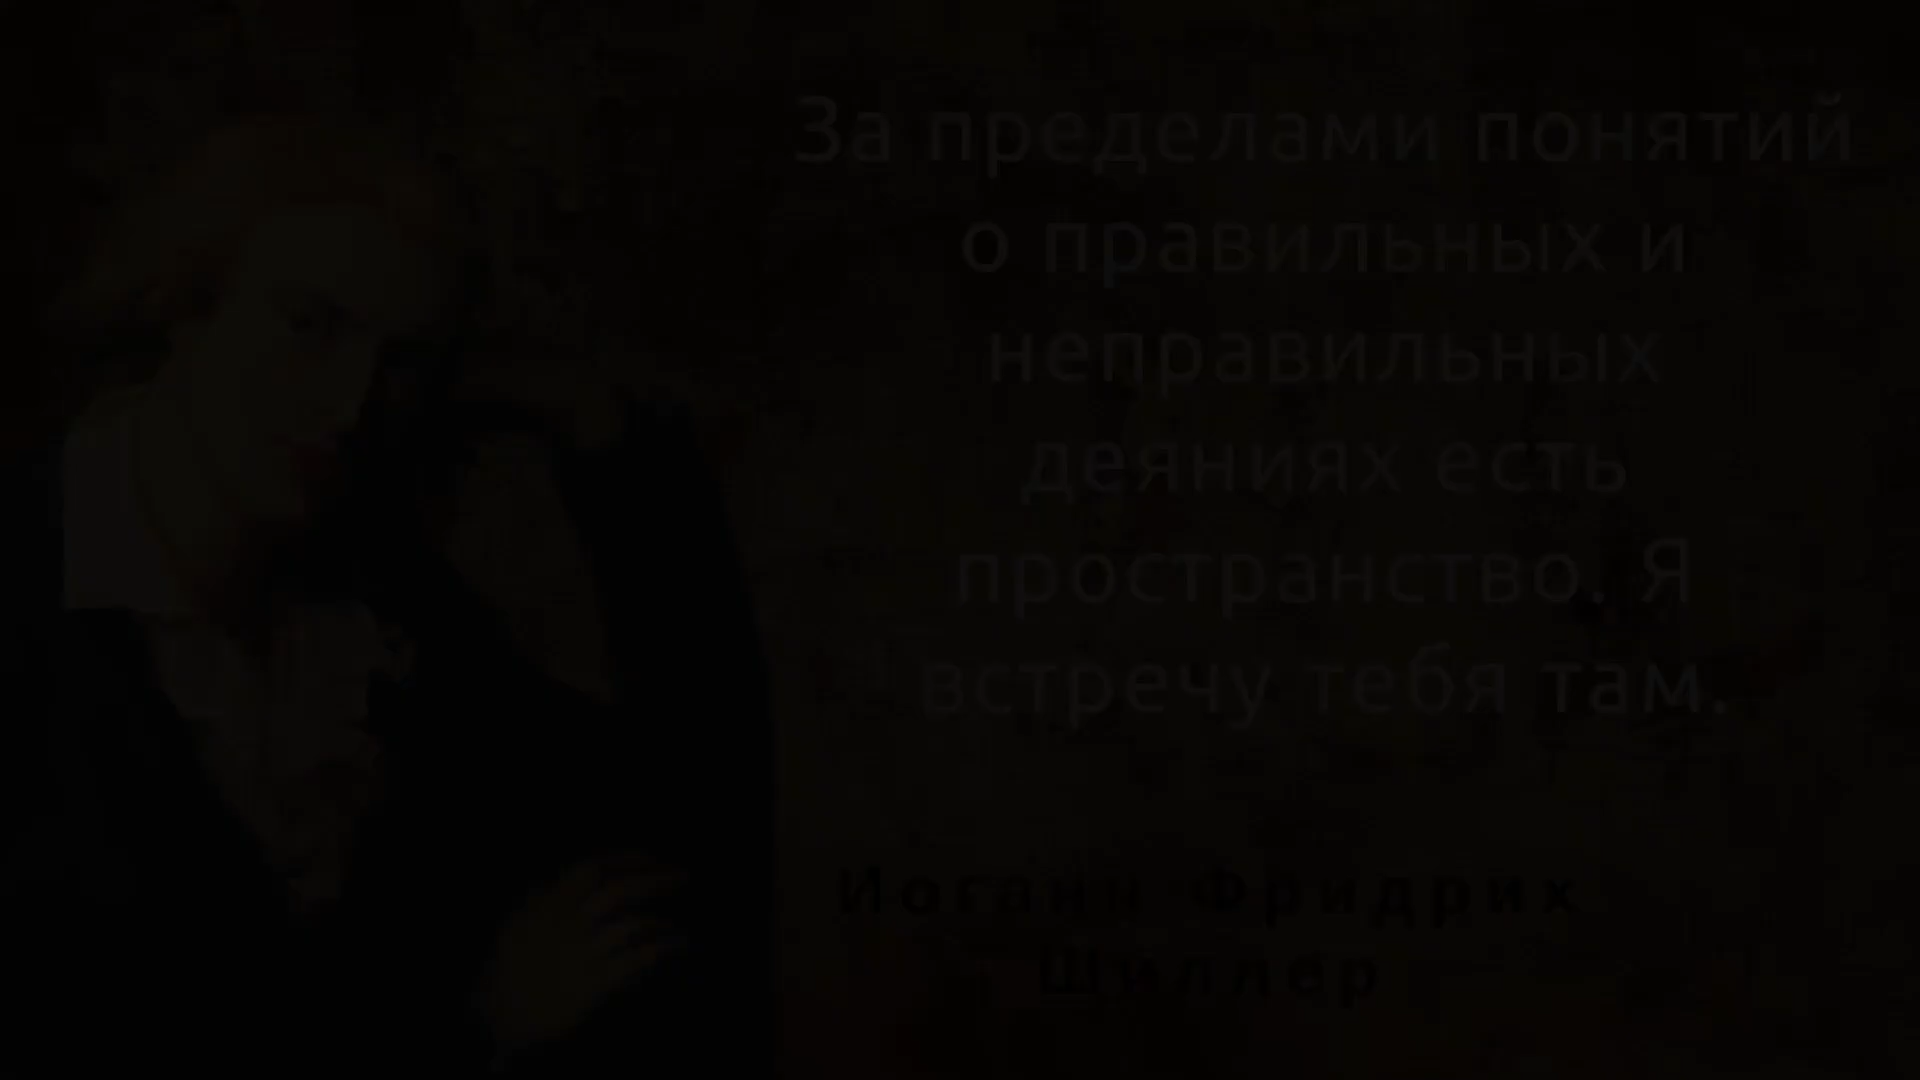 За пределами понятий
о правильных и
неправильных
деяниях есть
пространство. Я
встречу тебя там.
Иоганн Фридрих
Шиллер